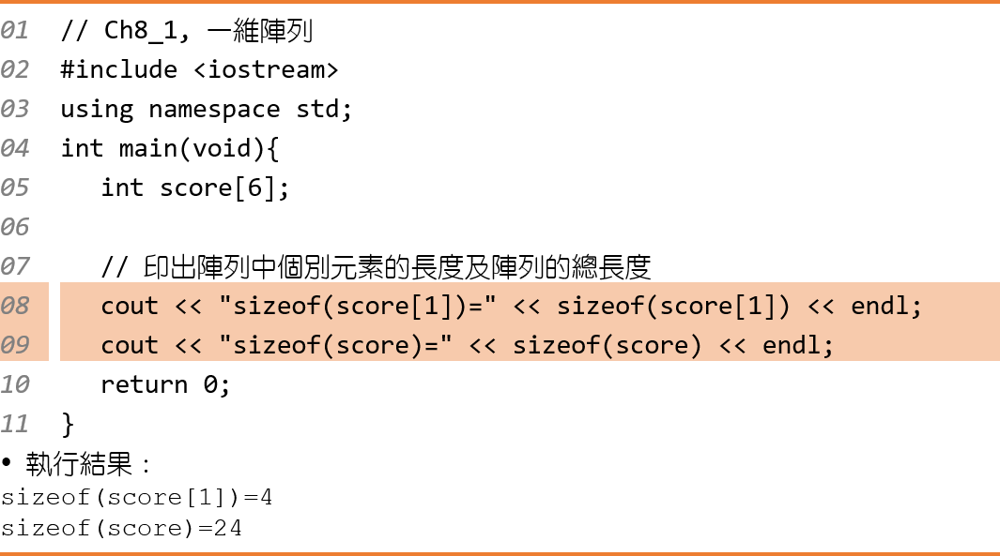 01 // Ch8_1, 一維陣列
02 #include <iostream>
03 using namespace std;
04 int main(void){
05 int score[6];
06
07 // 印出陣列中個別元素的長度及陣列的總長度
08 cout << "sizeof(score[1])=" << sizeof(score[1]) << endl;
09 cout << "sizeof(score)=" << sizeof(score) << endl;
10 return 0;
11 }
• 執行結果：
sizeof(score[1])=4
sizeof(score)=24